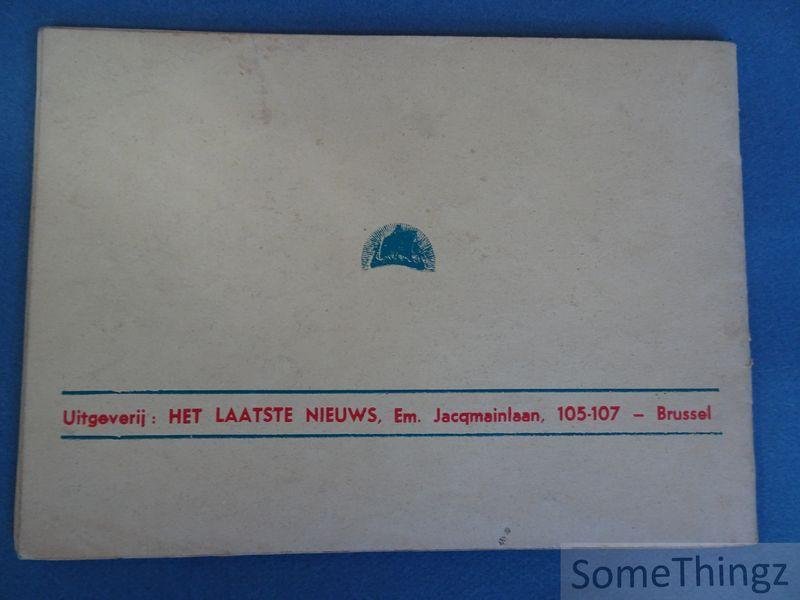 Uitgeverij : HET LAATSTE NIEUWS, Em. Jacqmainlaan, 105-107 – Brussel
SomeThingz